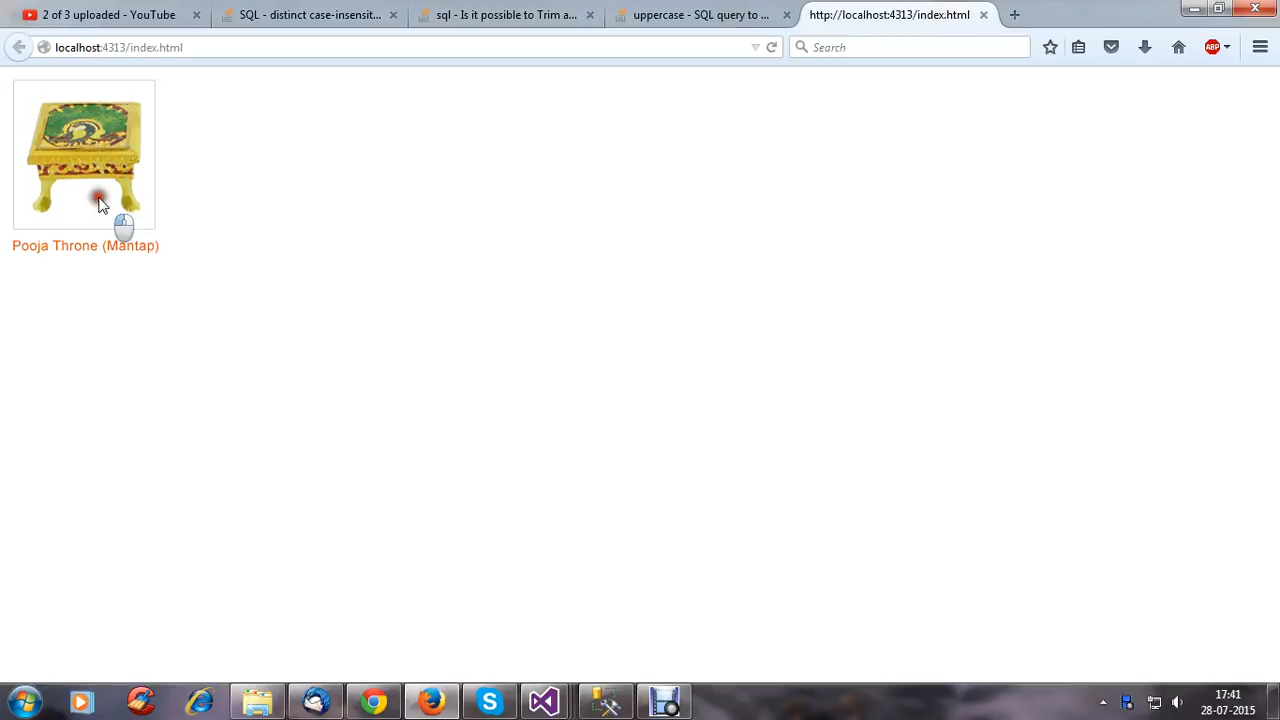 2 of 3 uploaded - YouTube
SQL - distinct case-insensit...
sql - Is it possible to Trim a...
uppercase - SQL query to ...
http://localhost:4313/index.html
localhost:4313/index.html
Search
ABP
Pooja Throne (Mantap)
17:41
28-07-2015